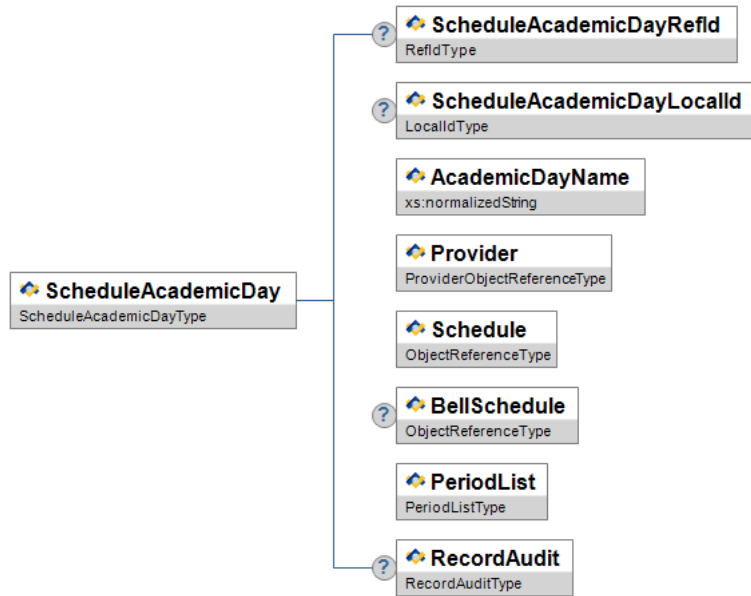 ?
ScheduleAcademicDayRefId
RefIdType
?
ScheduleAcademicDayLocalId
LocalIdType
AcademicDayName
xs:normalizedString
Provider
ProviderObjectReferenceType
ScheduleAcademicDay
ScheduleAcademicDayType
Schedule
ObjectReferenceType
?
BellSchedule
ObjectReferenceType
PeriodList
PeriodListType
?
RecordAudit
RecordAuditType